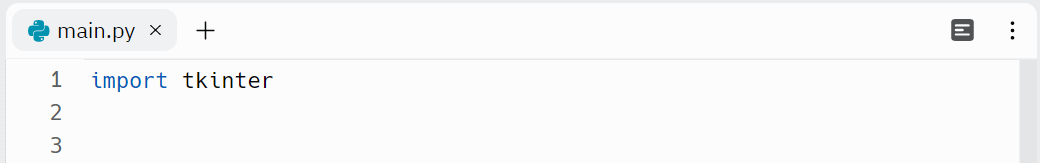 main.py × +
1 import tkinter
2
3